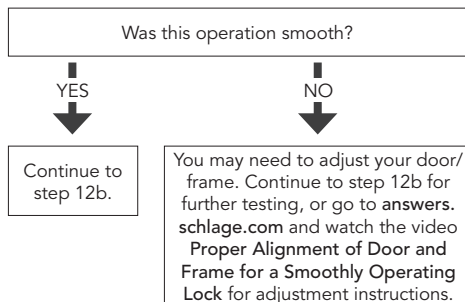 Was this operation smooth?
YES
NO
Continue to
step 12b.
You may need to adjust your door/
frame. Continue to step 12b for
further testing, or go to answers.
schlage.com and watch the video
Proper Alignment of Door and
Frame for a Smoothly Operating
Lock for adjustment instructions.